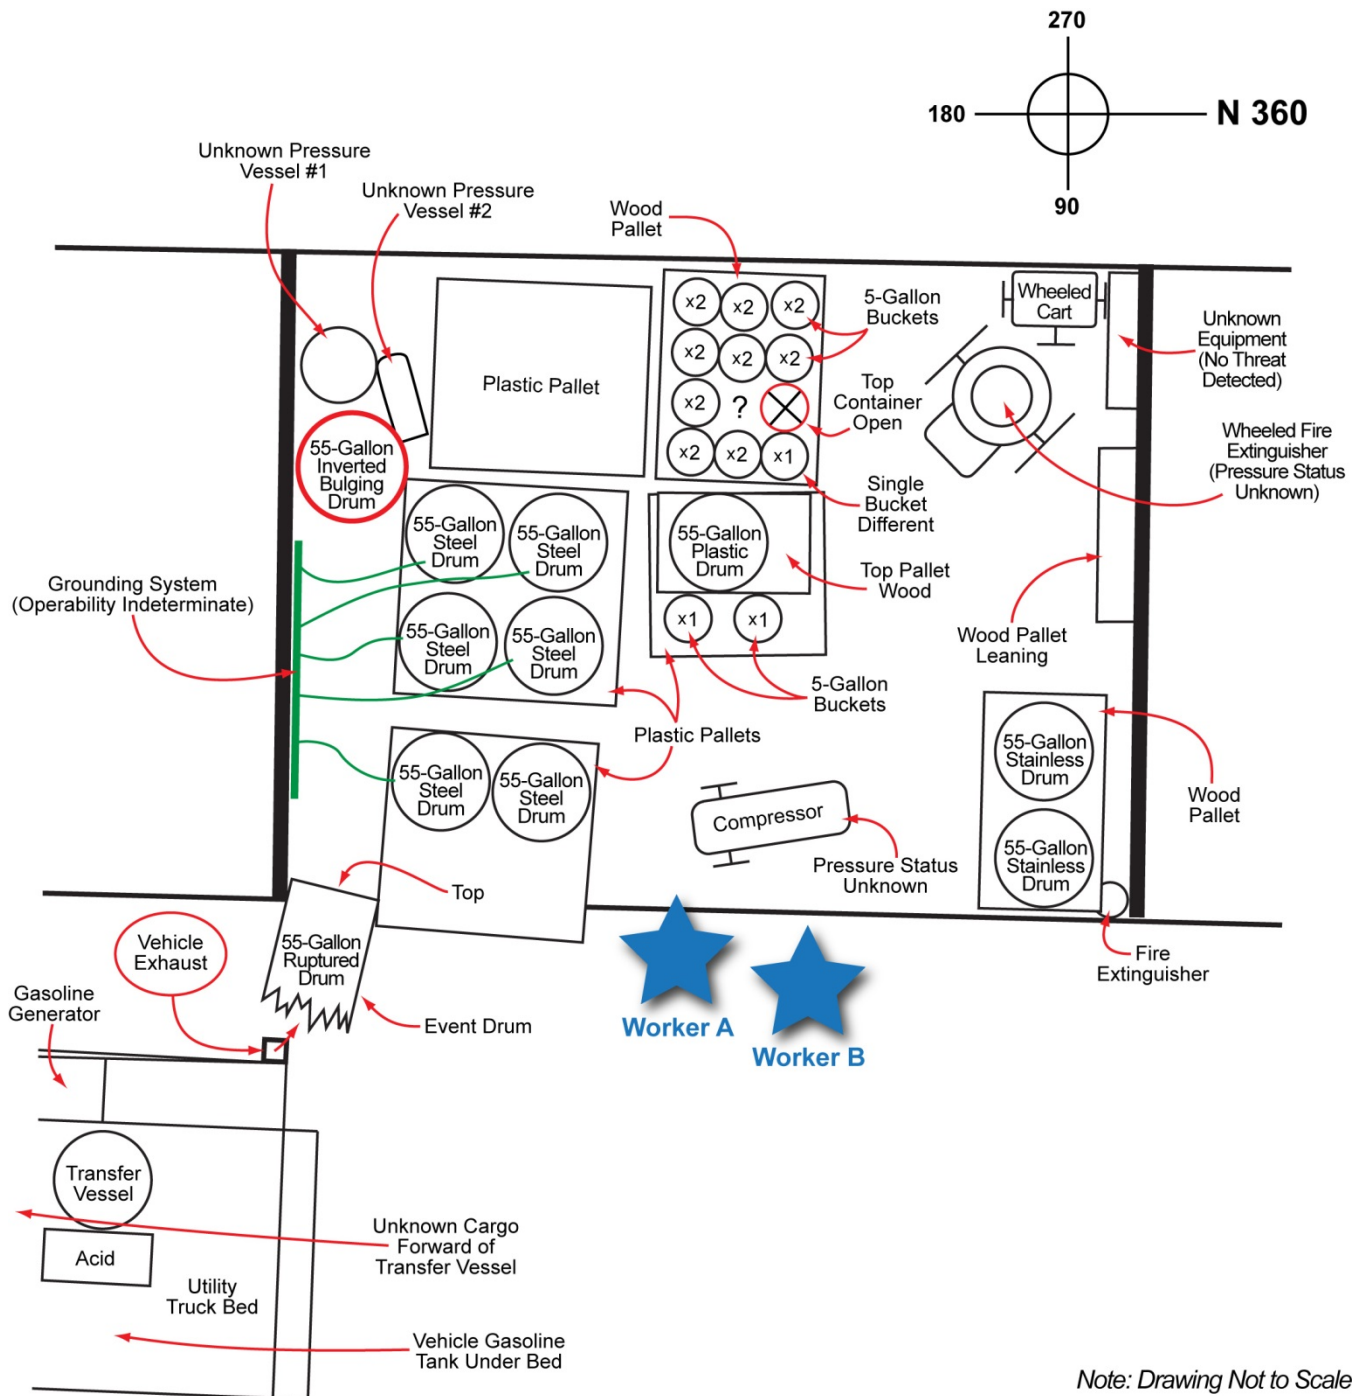 270
180
N 360
90
Unknown Pressure
Vessel #1
Unknown Pressure
Vessel #2
Wood
Pallet
x2
x2
x2
x2
x2
x2
x2
?
x2
x2
x1
5-Gallon
Buckets
Top
Container
Open
Single
Bucket
Different
Wheeled
Cart
Unknown
Equipment
(No Threat
Detected)
Wheeled Fire
Extinguisher
(Pressure Status
Unknown)
Plastic Pallet
55-Gallon
Inverted
Bulging
Drum
55-Gallon
Steel
Drum
55-Gallon
Steel
Drum
55-Gallon
Steel
Drum
55-Gallon
Steel
Drum
55-Gallon
Plastic
Drum
Top Pallet
Wood
x1
x1
5-Gallon
Buckets
Grounding System
(Operability Indeterminate)
Wood Pallet
Leaning
Plastic Pallets
55-Gallon
Steel
Drum
55-Gallon
Steel
Drum
Compressor
Pressure Status
Unknown
55-Gallon
Stainless
Drum
55-Gallon
Stainless
Drum
Wood
Pallet
Top
Fire
Extinguisher
55-Gallon
Ruptured
Drum
Event Drum
Vehicle
Exhaust
Gasoline
Generator
Worker A
Worker B
Transfer
Vessel
Acid
Unknown Cargo
Forward of
Transfer Vessel
Utility
Truck Bed
Vehicle Gasoline
Tank Under Bed
Note: Drawing Not to Scale